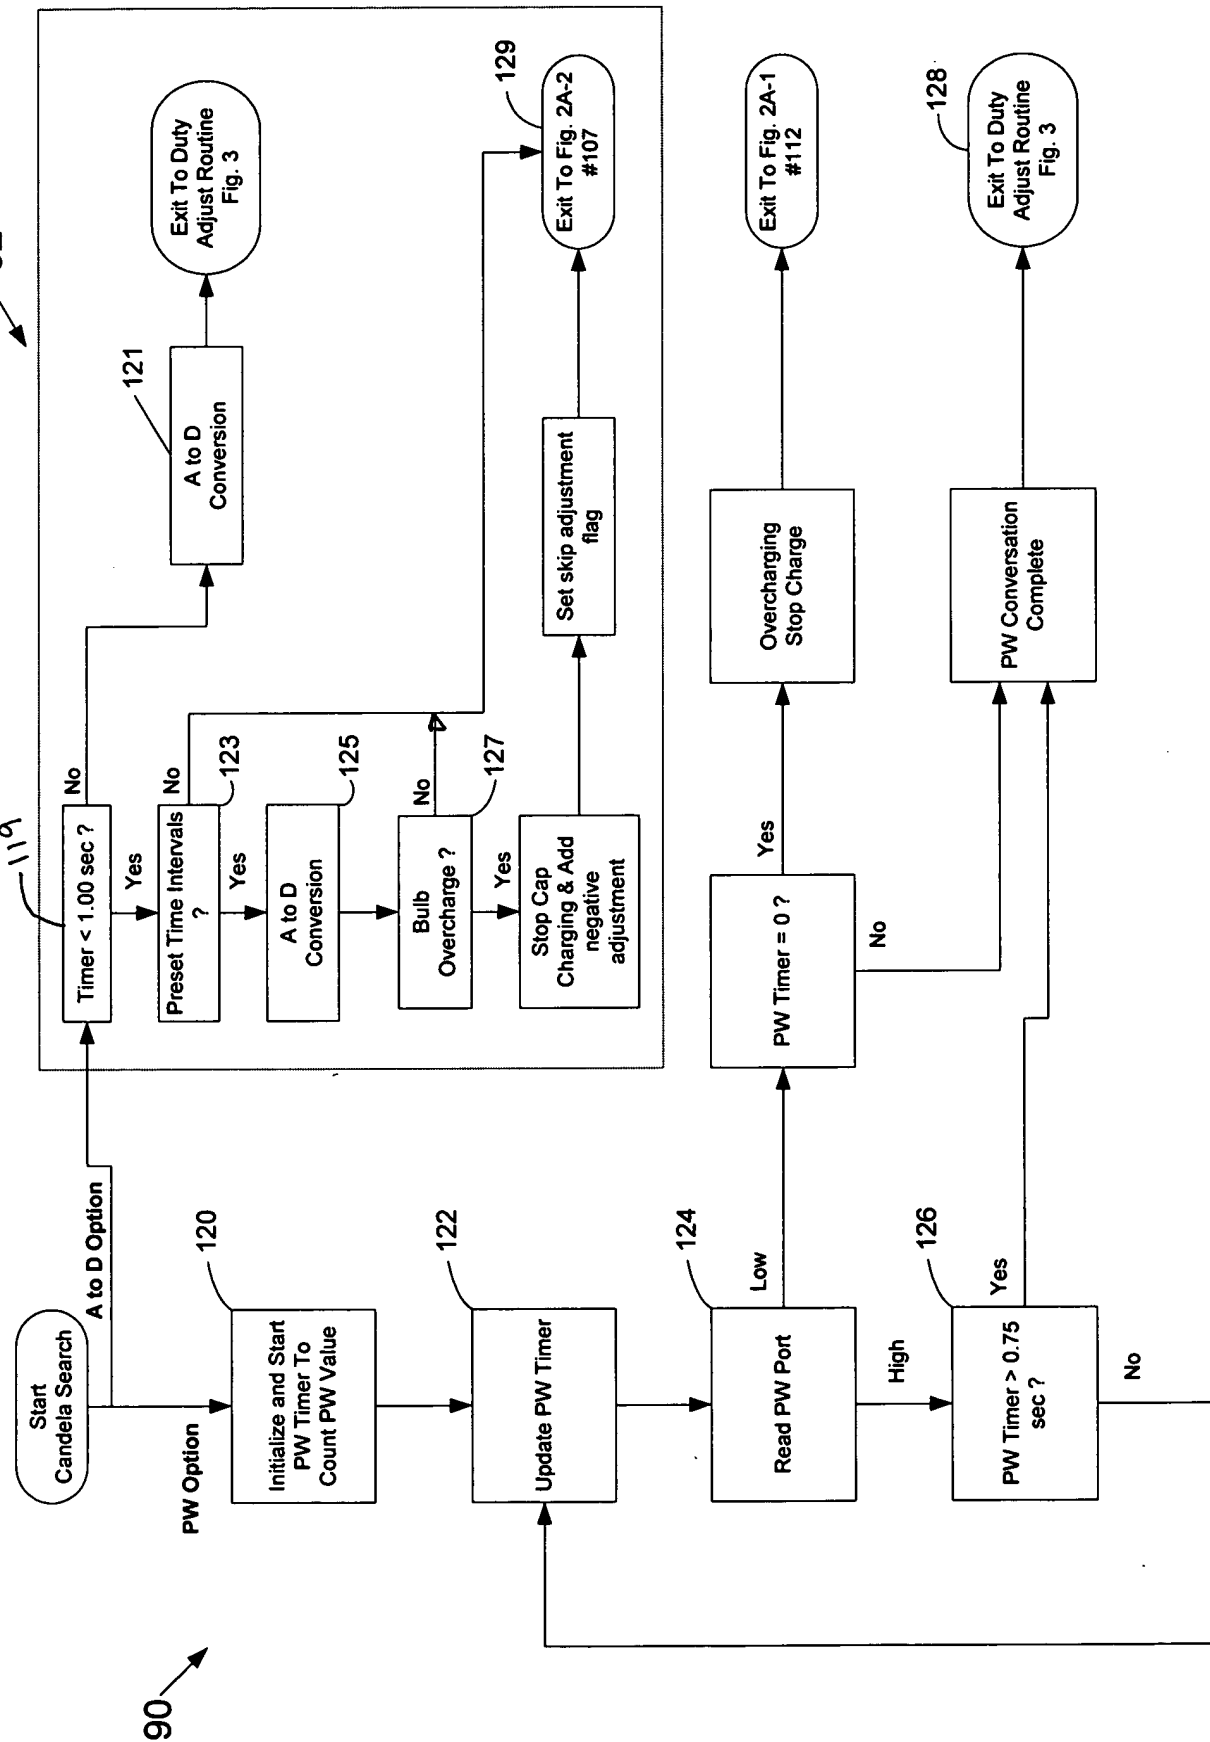 90
Start
Candela Search
A to D Option
PW Option
120
Initialize and Start
PW Timer To
Count PW Value
122
Update PW Timer
124
Read PW Port
Low
High
126
PW Timer > 0.75
sec ?
Yes
No
119
Timer < 1.00 sec ?
No
Yes
121
A to D
Conversion
Exit To Duty
Adjust Routine
Fig. 3
Preset Time Intervals
?
No
123
Yes
A to D
Conversion
125
Bulb
Overcharge ?
No
127
Yes
Stop Cap
Charging & Add
negative
adjustment
Set skip adjustment
flag
129
Exit To Fig. 2A-2
#107
PW Timer = 0 ?
Yes
No
Overcharging
Stop Charge
Exit To Fig. 2A-1
#112
PW Conversation
Complete
128
Exit To Duty
Adjust Routine
Fig. 3